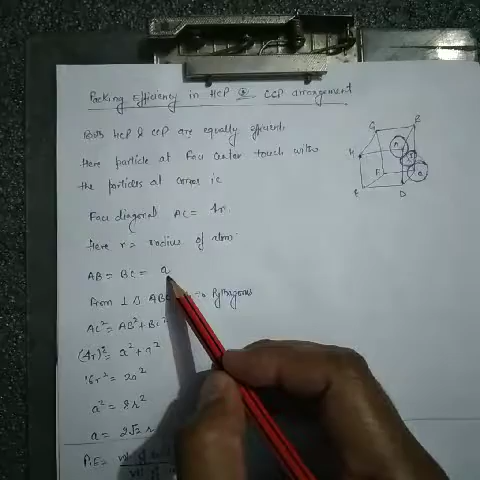 Packing Efficiency in HCP & CCP arrangement
Both HCP & CCP are equally efficient.
Here particle at Face center touch with
the particles at corner ie
Face diagonal AC = 4r.
Here r = radius of atom
AB = BC = a
From ⊥ Δ ABC Pythagoras
AC² = AB² + BC²
(4r)² = a² + a²
16r² = 2a²
a² = 8r²
a = 2√2 r
P.E =
G
B
H
F
E
D